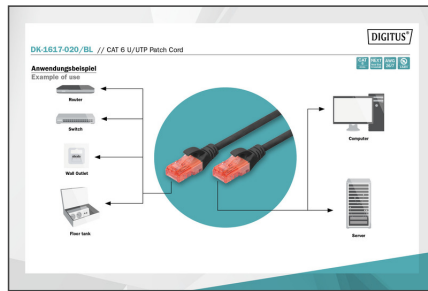 DIGITUS®
DK-1617-020/BL // CAT 6 U/UTP Patch Cord
Anwendungsbeispiel
Example of use
Router
Switch
Wall Outlet
Floor tank
Computer
Server